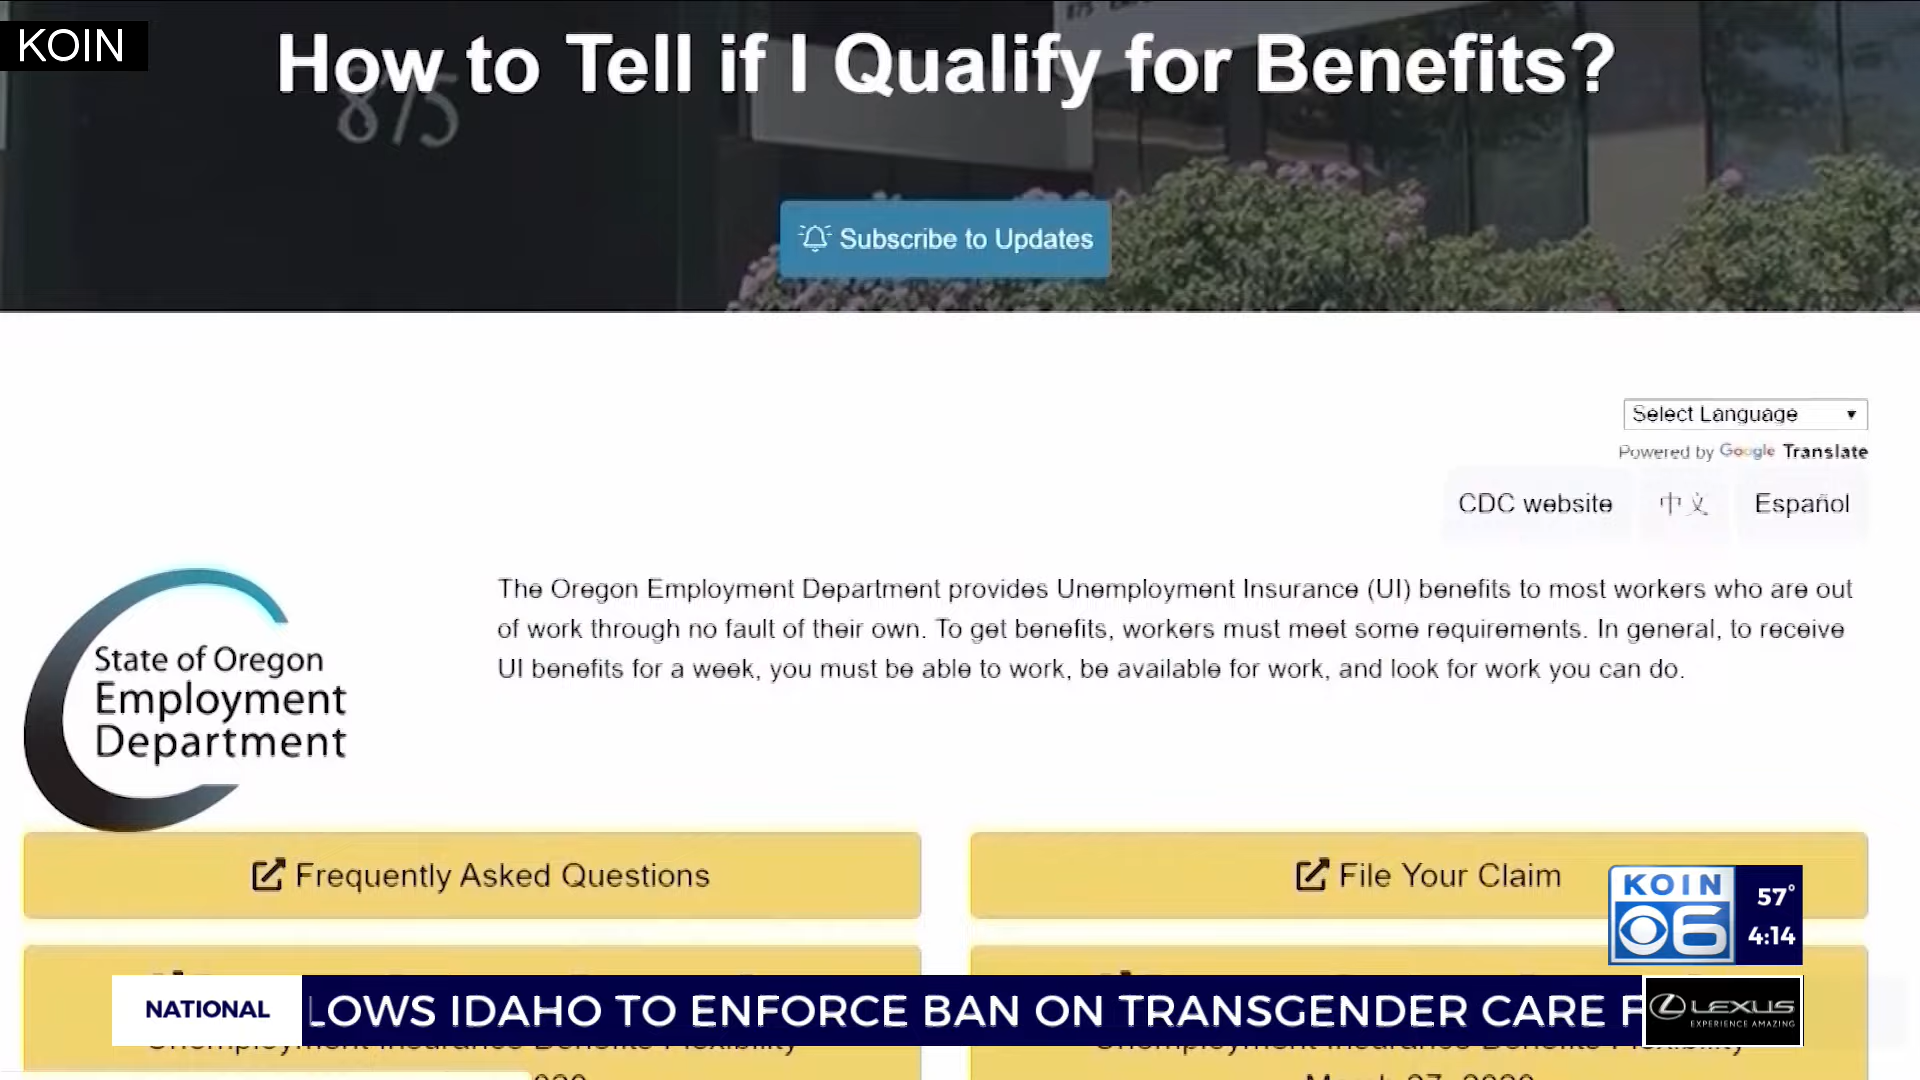 KOIN
How to Tell if I Qualify for Benefits?
875
Subscribe to Updates
Select Language
Powered by Google Translate
CDC website 中文 Español
The Oregon Employment Department provides Unemployment Insurance (UI) benefits to most workers who are out
of work through no fault of their own. To get benefits, workers must meet some requirements. In general, to receive
UI benefits for a week, you must be able to work, be available for work, and look for work you can do.
State of Oregon
Employment
Department
Frequently Asked Questions
File Your Claim
KOIN
6
57°
4:14
NATIONAL
LOWS IDAHO TO ENFORCE BAN ON TRANSGENDER CARE F
LEXUS
EXPERIENCE AMAZING